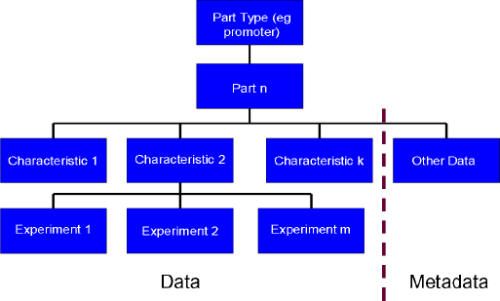 Part Type (eg
promoter)
Part n
Characteristic 1
Characteristic 2
Characteristic k
Other Data
Experiment 1
Experiment 2
Experiment m
Data
Metadata